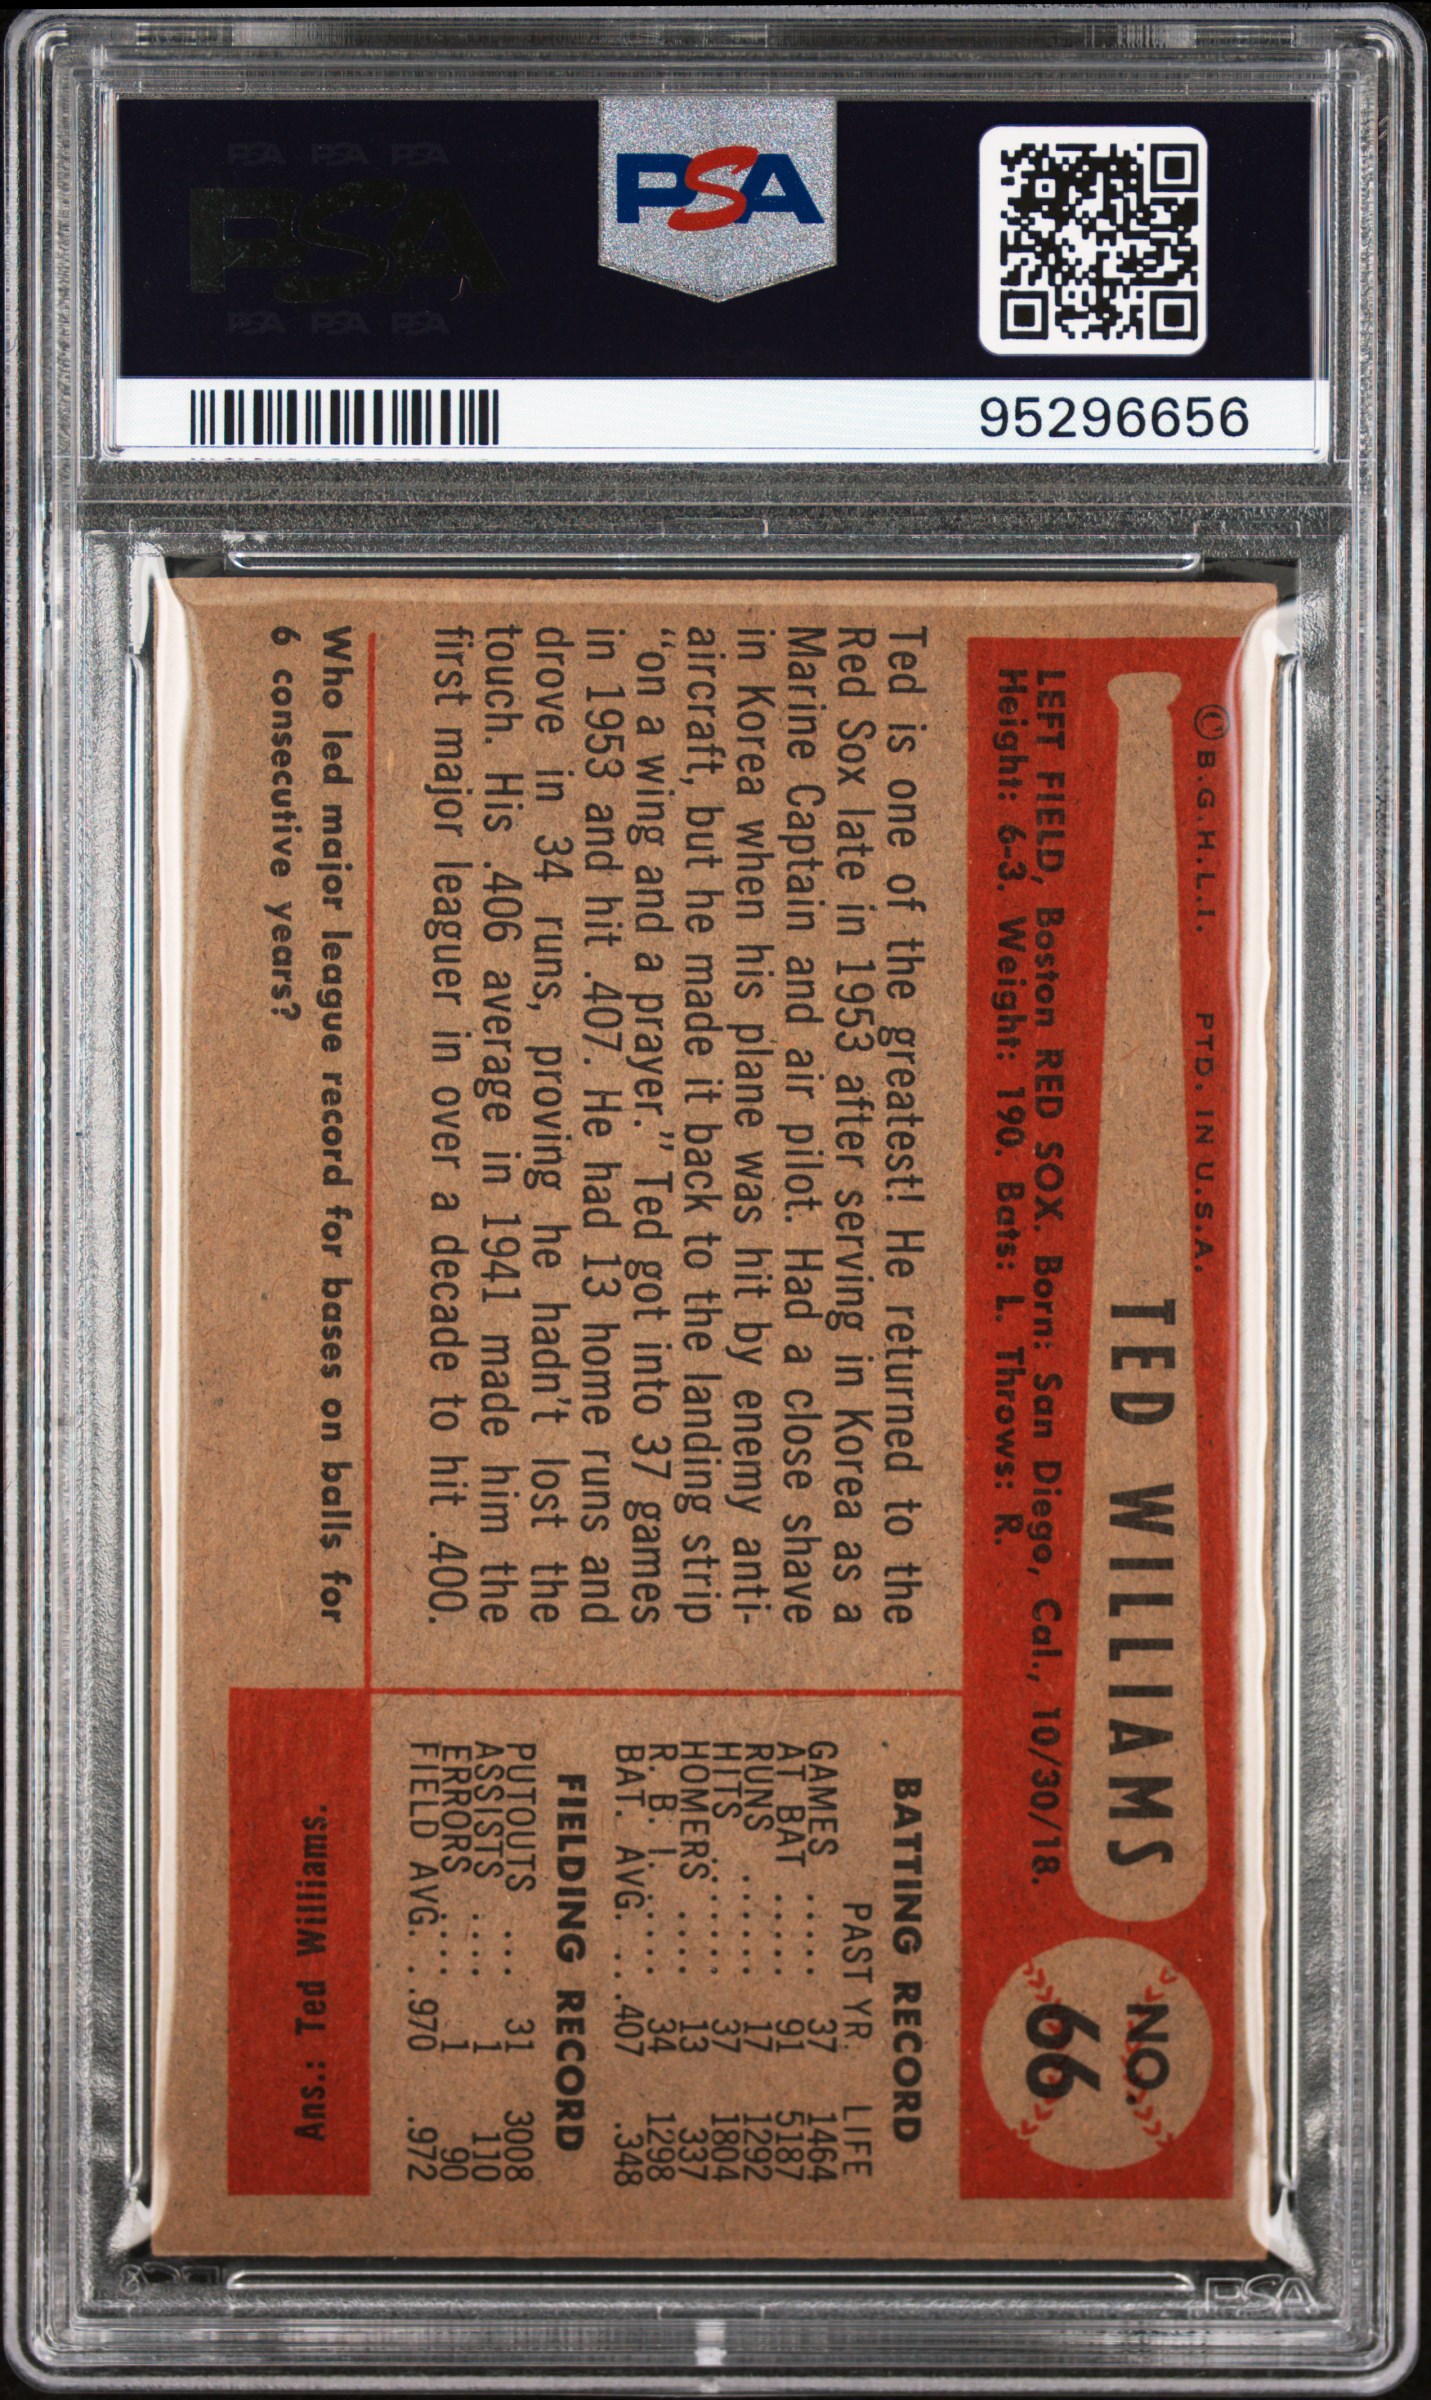 PSA PSA PSA
PSA
PSA PSA PSA
PSA
95296656
© B.G.H.L.I. PTD. IN U.S.A.
TED WILLIAMS
NO.
66
LEFT FIELD, Boston RED SOX. Born: San Diego, Cal., 10/30/18.
Height: 6-3. Weight: 190. Bats: L. Throws: R.
Ted is one of the greatest! He returned to the
Red Sox late in 1953 after serving in Korea as a
Marine Captain and air pilot. Had a close shave
in Korea when his plane was hit by enemy anti-
aircraft, but he made it back to the landing strip
“on a wing and a prayer.” Ted got into 37 games
in 1953 and hit .407. He had 13 home runs and
drove in 34 runs, proving he hadn't lost the
touch. His .406 average in 1941 made him the
first major leaguer in over a decade to hit .400.
BATTING RECORD
PAST YR. LIFE
GAMES .... 37 1464
AT BAT ..... 91 5187
RUNS ...... 17 1292
HITS ...... 37 1804
HOMERS .... 13 337
R. B. I. ..... 34 1298
BAT. AVG. ...407 .348
FIELDING RECORD
PUTOUTS ... 31 3008
ASSISTS .... 1 110
ERRORS .... 1 90
FIELD AVG. ..970 .972
Who led major league record for bases on balls for
6 consecutive years?
Ans.: Ted Williams.
PSA